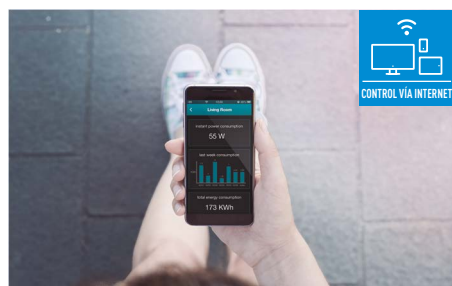 CONTROL VÍA INTERNET
Living Room
Instant power consumption
55 W
last week consumption
total energy consumption
173 KWh